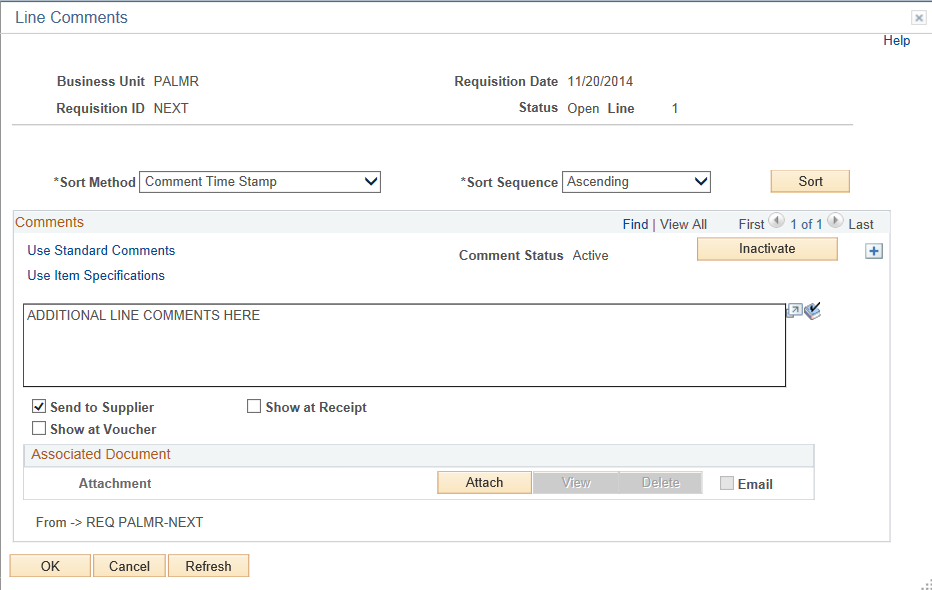 Line Comments
Help
Business Unit PALMR Requisition Date 11/20/2014
Requisition ID NEXT Status Open Line 1
*Sort Method Comment Time Stamp *Sort Sequence Ascending Sort
Comments Find | View All First 1 of 1 Last
Use Standard Comments Comment Status Active Inactivate
Use Item Specifications
ADDITIONAL LINE COMMENTS HERE
Send to Supplier Show at Receipt
Show at Voucher
Associated Document
Attachment Attach View Delete Email
From -> REQ PALMR-NEXT
OK Cancel Refresh